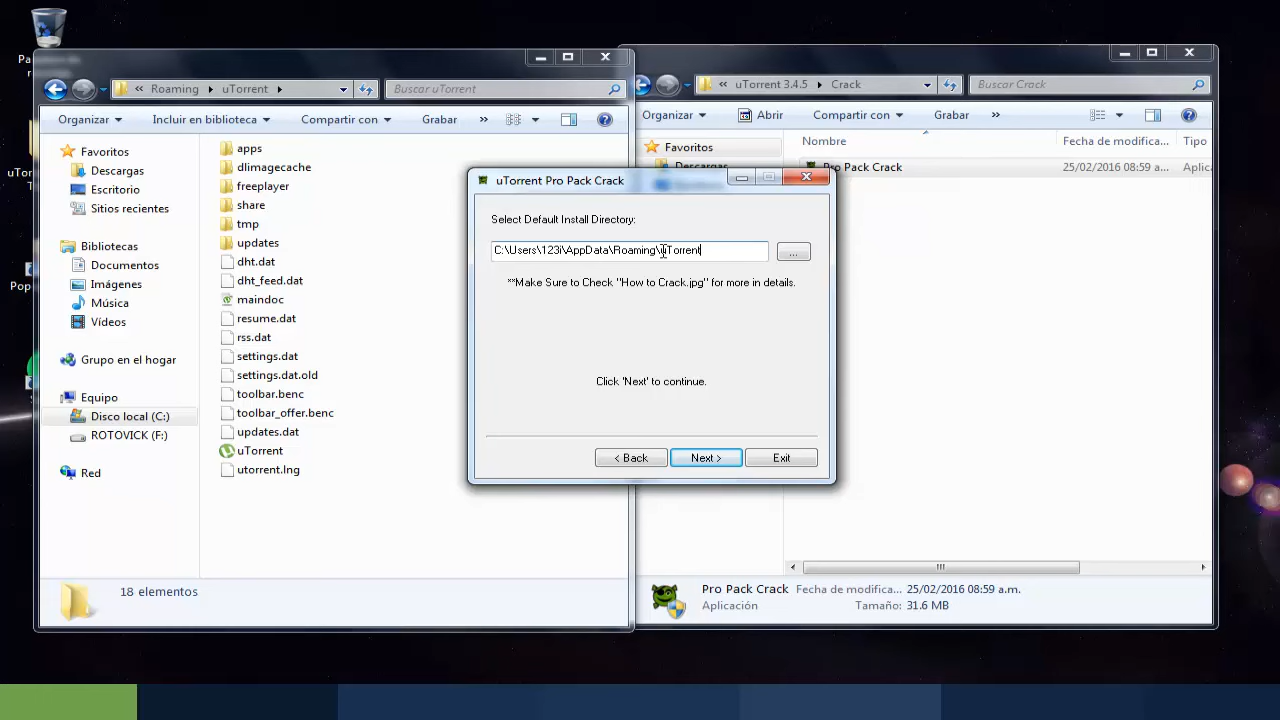 Roaming
uTorrent
Buscar uTorrent
Organizar
Incluir en biblioteca
Compartir con
Grabar
»
Favoritos
Descargas
Escritorio
Sitios recientes
Bibliotecas
Documentos
Imágenes
Música
Vídeos
Grupo en el hogar
Equipo
Disco local (C:)
ROTOVICK (F:)
Red
apps
dlimagecache
freeplayer
share
tmp
updates
dht.dat
dht_feed.dat
maindoc
resume.dat
rss.dat
settings.dat
settings.dat.old
toolbar.benc
toolbar_offer.benc
updates.dat
uTorrent
utorrent.lng
18 elementos
uTorrent 3.4.5
Crack
Buscar Crack
Organizar
Abrir
Compartir con
Grabar
»
Nombre
Fecha de modifica...
Tipo
Favoritos
Descargas
Pro Pack Crack
25/02/2016 08:59 a.m.
Aplica
uTorrent Pro Pack Crack
Select Default Install Directory:
C:\Users\123i\AppData\Roaming\uTorrent
...
**Make Sure to Check "How to Crack.jpg" for more in details.
Click 'Next' to continue.
< Back
Next >
Exit
Pro Pack Crack
Fecha de modifica...
25/02/2016 08:59 a.m.
Aplicación
Tamaño:
31.6 MB